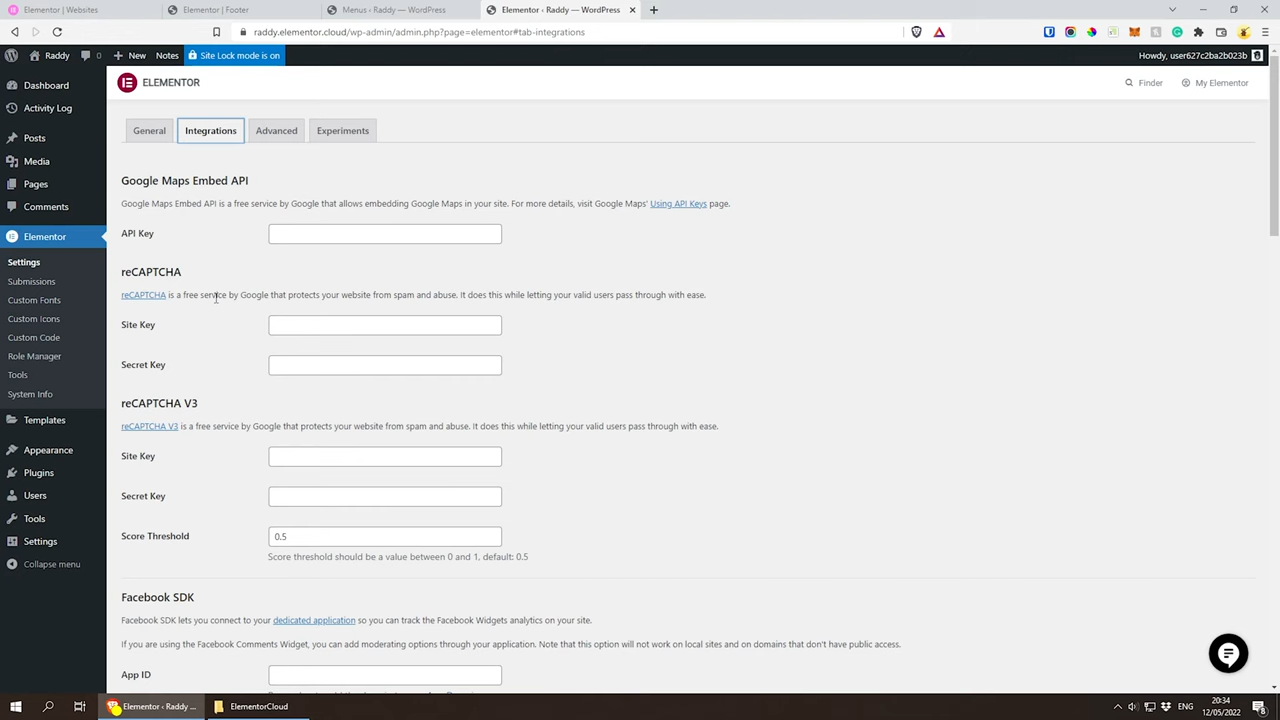 Elementor | Websites
Elementor | Footer
Menus ‹ Raddy — WordPress
Elementor ‹ Raddy — WordPress
raddy.elementor.cloud/wp-admin/admin.php?page=elementor#tab-integrations
Raddy
0
New
Notes
Site Lock mode is on
Howdy, user627c2ba2b023b
Dashboard
Activity Log
Posts
Media
Pages
Comments
Elementor
Settings
Submissions
Custom Fonts
Custom Icons
Custom Code
Role Manager
Tools
System Info
Templates
Appearance
Plugins
Users
Tools
Settings
Collapse menu
ELEMENTOR
Finder
My Elementor
General
Integrations
Advanced
Experiments
Google Maps Embed API
Google Maps Embed API is a free service by Google that allows embedding Google Maps in your site. For more details, visit Google Maps' Using API Keys page.
API Key
reCAPTCHA
reCAPTCHA is a free service by Google that protects your website from spam and abuse. It does this while letting your valid users pass through with ease.
Site Key
Secret Key
reCAPTCHA V3
reCAPTCHA V3 is a free service by Google that protects your website from spam and abuse. It does this while letting your valid users pass through with ease.
Site Key
Secret Key
Score Threshold
0.5
Score threshold should be a value between 0 and 1, default: 0.5
Facebook SDK
Facebook SDK lets you connect to your dedicated application so you can track the Facebook Widgets analytics on your site.
If you are using the Facebook Comments Widget, you can add moderating options through your application. Note that this option will not work on local sites and on domains that don't have public access.
App ID
Elementor ‹ Raddy ...
ElementorCloud
ENG
20:34
12/05/2022